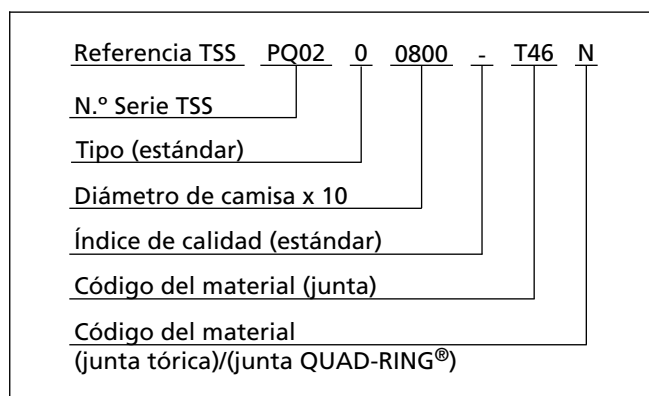 Referencia TSS PQ02 0 0800 - T46 N
N.º Serie TSS
Tipo (estándar)
Diámetro de camisa x 10
Índice de calidad (estándar)
Código del material (junta)
Código del material
(junta tórica)/(junta QUAD-RING®)